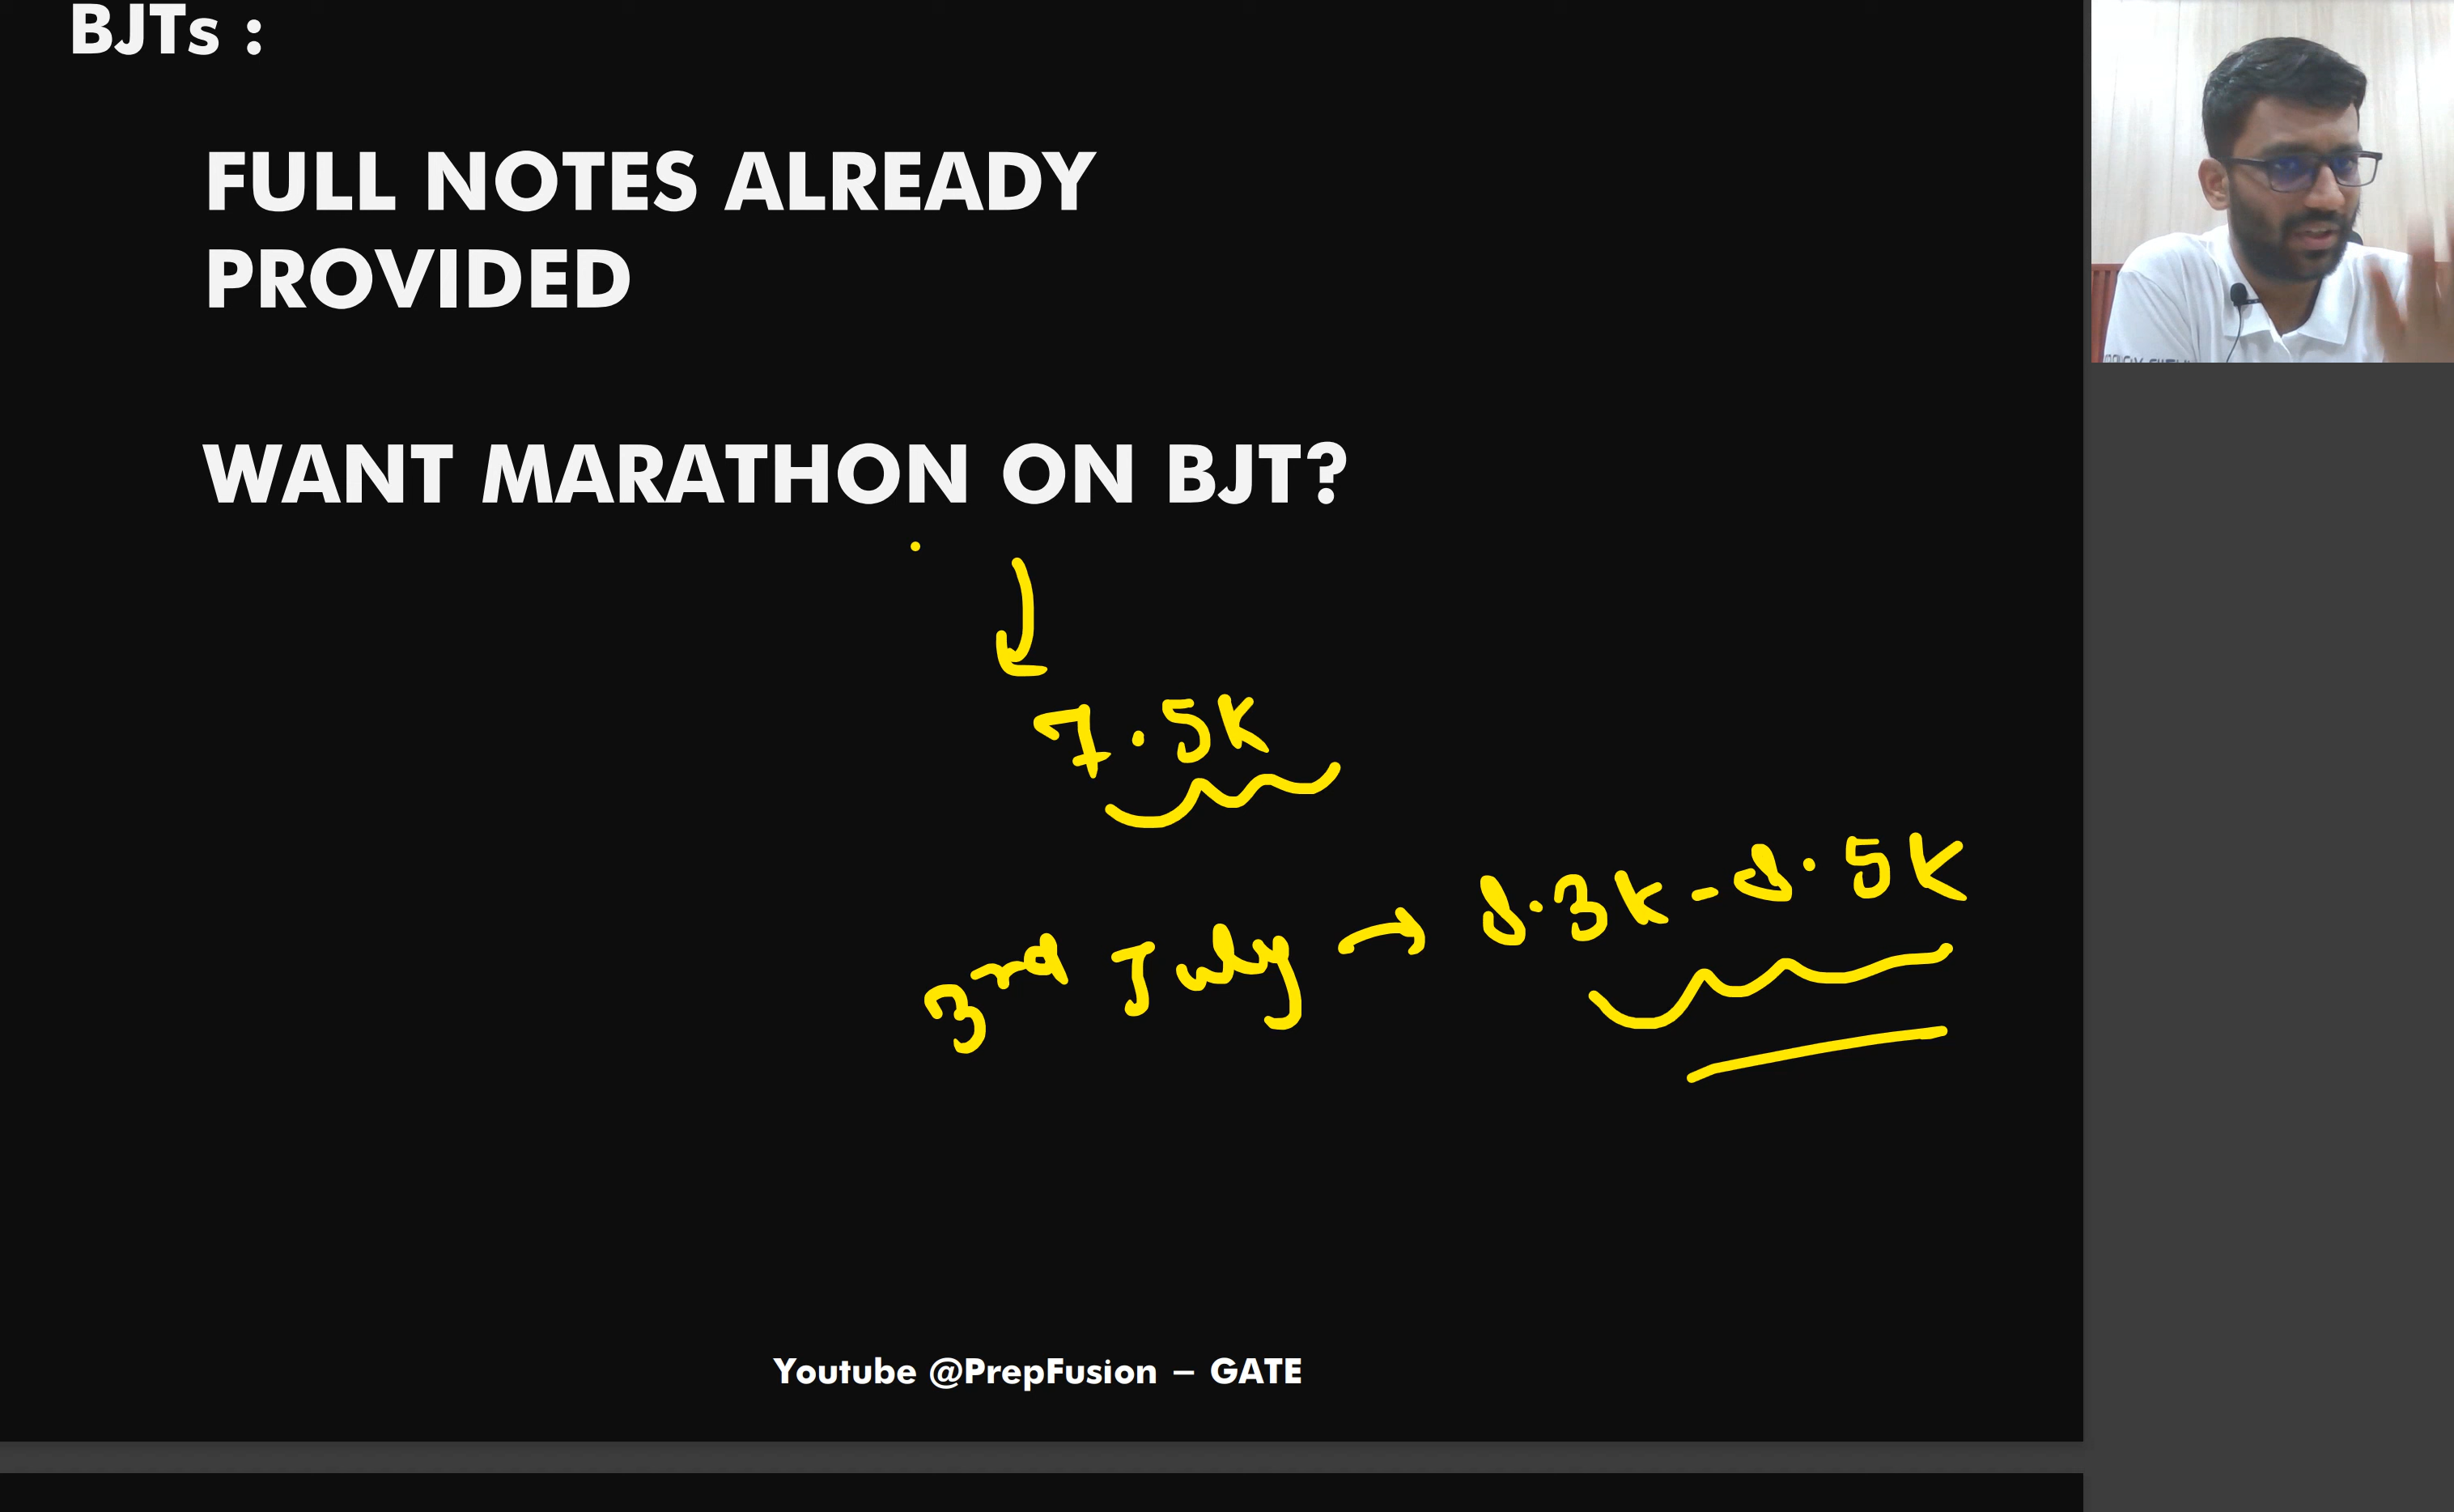 BJTs :
FULL NOTES ALREADY
PROVIDED
WANT MARATHON ON BJT?
7.5K
3rd July → 8.3K-8.5K
Youtube @PrepFusion – GATE